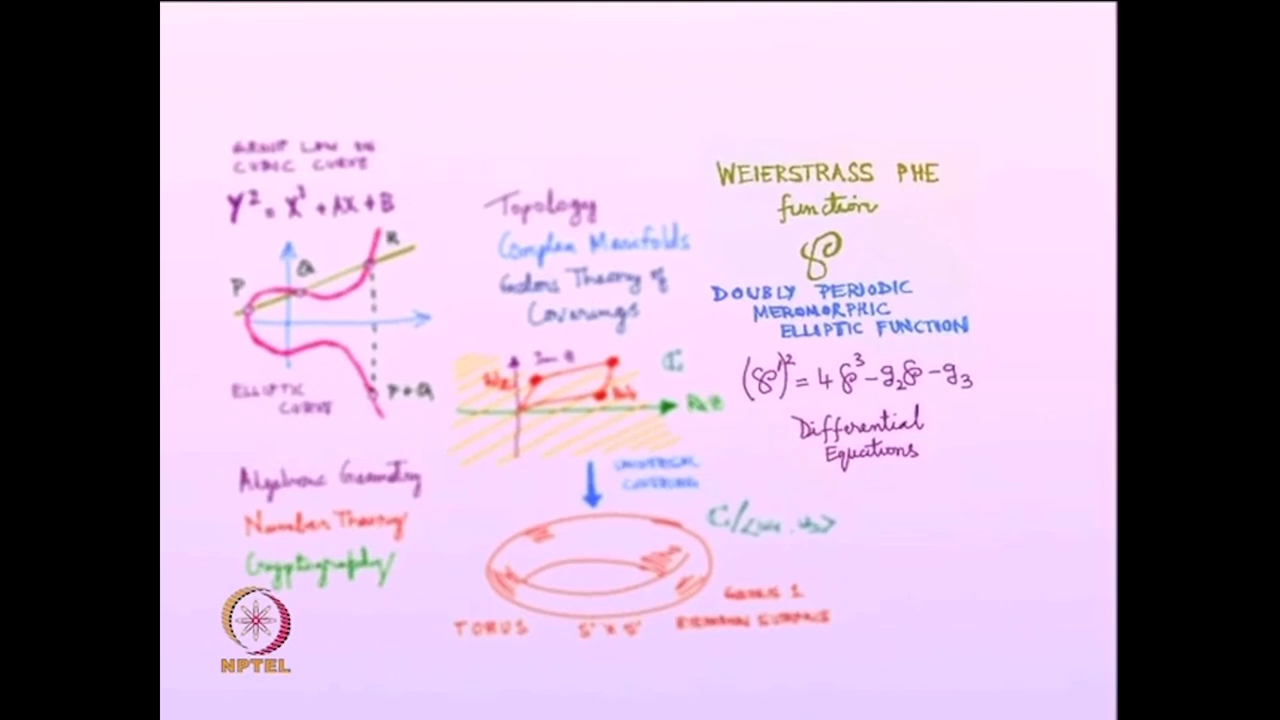 GROUP LAW ON
CUBIC CURVE
Y² = X³ + AX + B
R
Q
P
P+Q
ELLIPTIC
CURVE
Algebraic Geometry
Number Theory
Cryptography
Topology
Complex Manifolds
Galois Theory of
Coverings
Im
ℂ
UNIVERSAL
COVERING
TORUS S¹ × S¹
GENUS 1
RIEMANN SURFACE
WEIERSTRASS PHE
function
℘
DOUBLY PERIODIC
MEROMORPHIC
ELLIPTIC FUNCTION
(℘')² = 4℘³ - g₂℘ - g₃
Differential
Equations
NPTEL